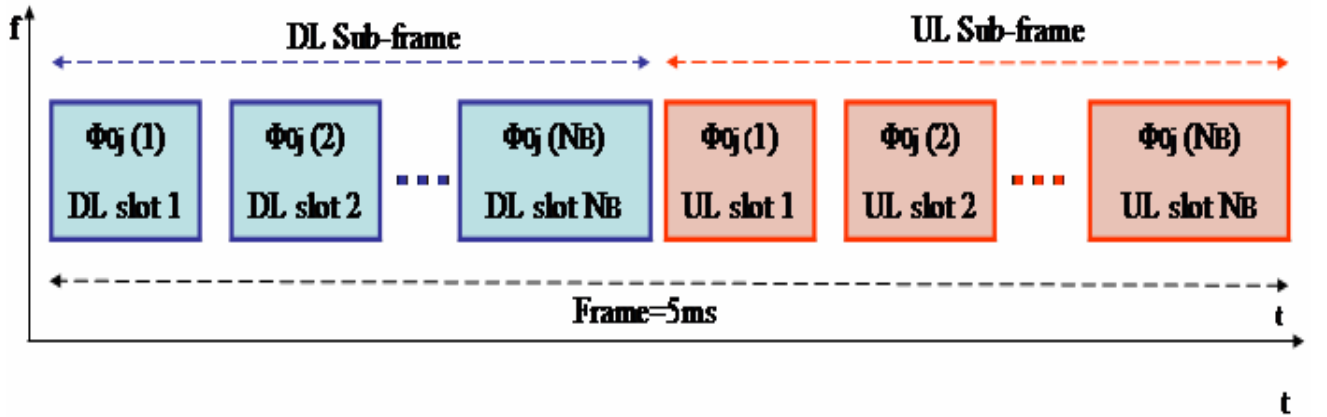 f
DL Sub-frame
UL Sub-frame
Φ0j (1)
DL slot 1
Φ0j (2)
DL slot 2
Φ0j (NB)
DL slot NB
Φ0j (1)
UL slot 1
Φ0j (2)
UL slot 2
Φ0j (NB)
UL slot NB
Frame=5ms
t
t